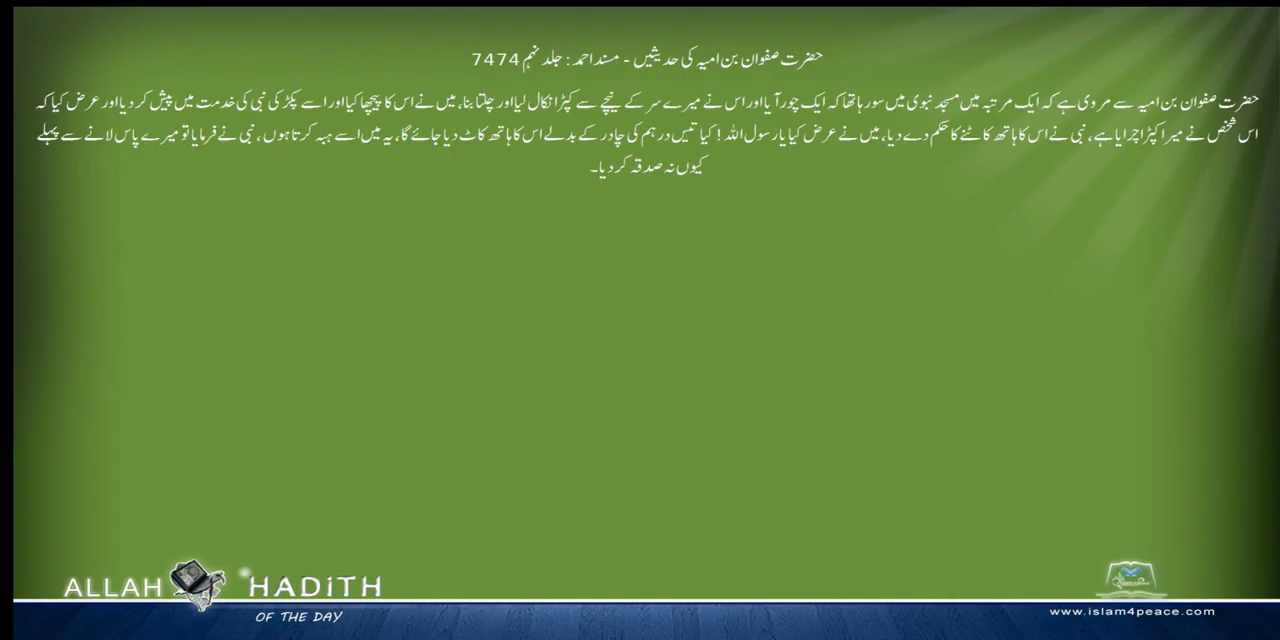 حضرت صفوان بن امیہ کی حدیثیں - مسند احمد : جلد نہم 7474
حضرت صفوان بن امیہ سے مروی ہے کہ ایک مرتبہ میں مسجد نبوی میں سو رہا تھا کہ ایک چور آیا اور اس نے میرے سر کے نیچے سے کپڑا نکال لیا اور چلتا بنا، میں نے اس کا پیچھا کیا اور اسے پکڑ کی نبی کی خدمت میں پیش کر دیا اور عرض کیا کہ
اس شخص نے میرا کپڑا چرایا ہے، نبی نے اس کا ہاتھ کاٹنے کا حکم دے دیا، میں نے عرض کیا یا رسول اللہ ! کیا تیس درہم کی چادر کے بدلے اس کا ہاتھ کاٹ دیا جائے گا، یہ میں اسے ہبہ کرتا ہوں ، نبی نے فرمایا تو میرے پاس لانے سے پہلے
کیوں نہ صدقہ کر دیا۔
ALLAH HADITH
OF THE DAY
www.islam4peace.com